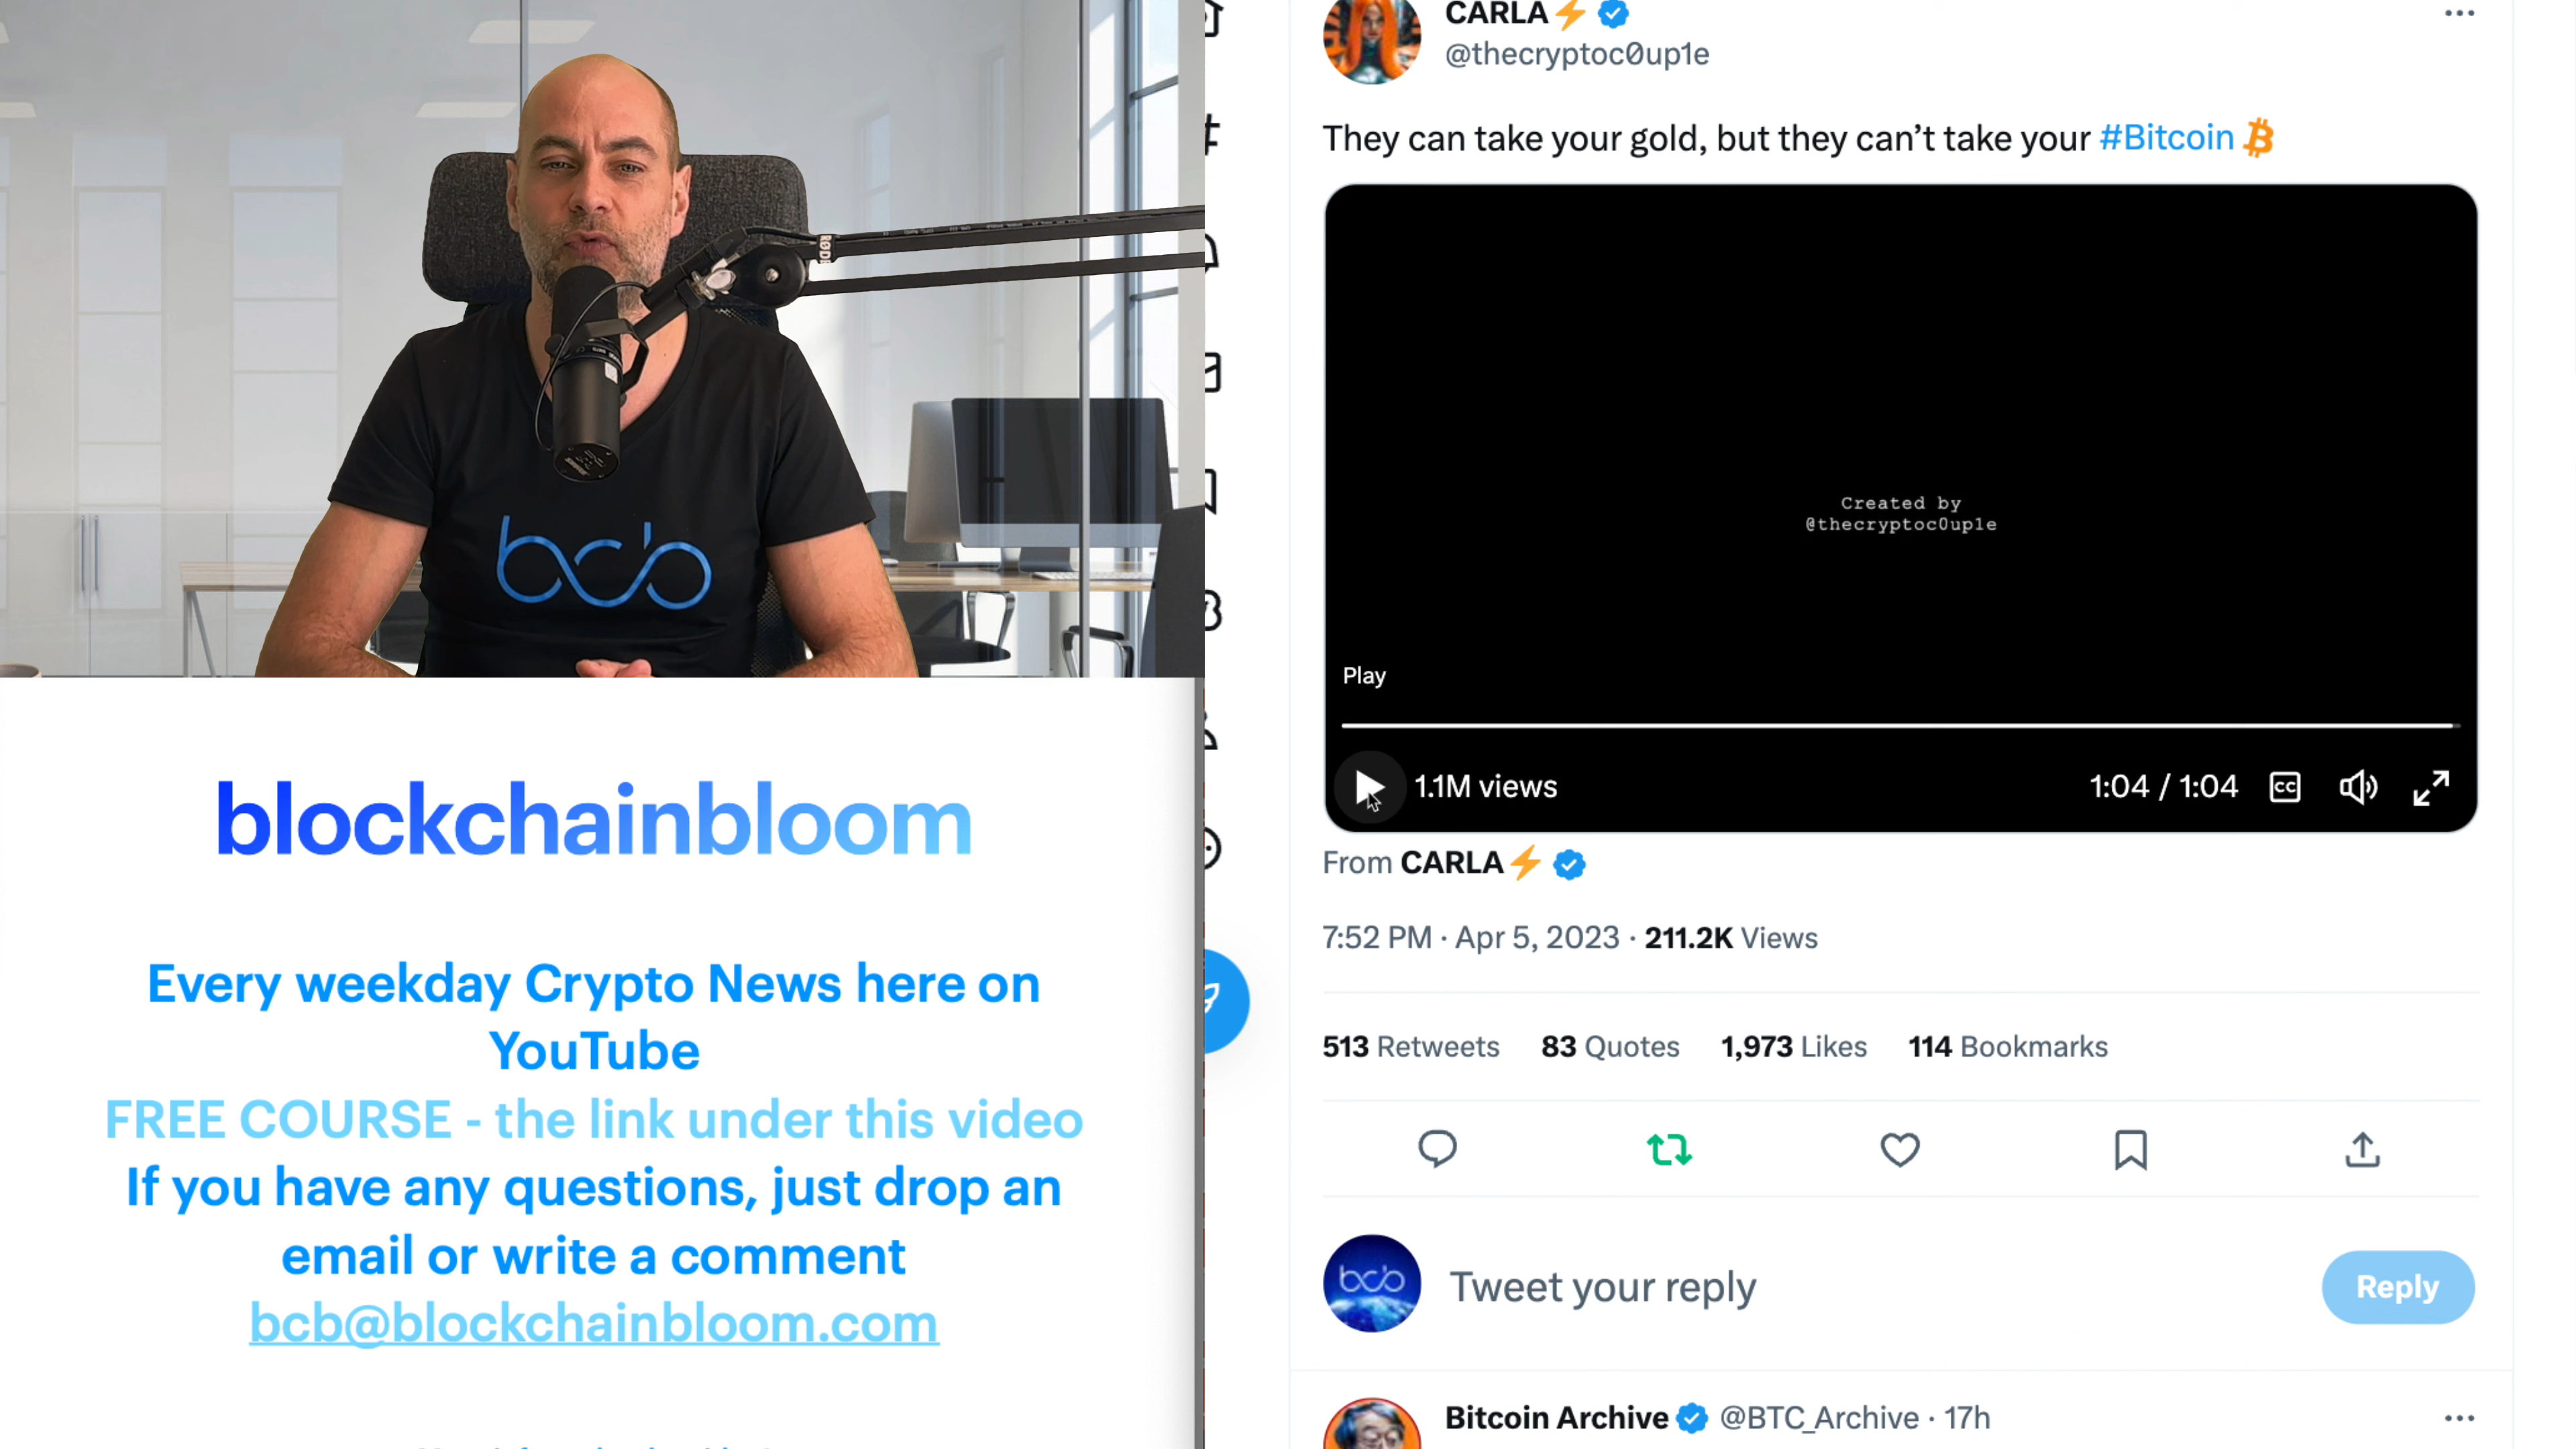 CARLA⚡
@thecryptoc0up1e
They can take your gold, but they can't take your #Bitcoin
Created by
@thecryptoc0uple
Play
1.1M views
1:04 / 1:04
CC
From CARLA⚡
7:52 PM · Apr 5, 2023 · 211.2K Views
513 Retweets 83 Quotes 1,973 Likes 114 Bookmarks
bcb
Tweet your reply
Reply
Bitcoin Archive @BTC_Archive · 17h
RØDE
bcb
blockchainbloom
Every weekday Crypto News here on
YouTube
FREE COURSE - the link under this video
If you have any questions, just drop an
email or write a comment
bcb@blockchainbloom.com